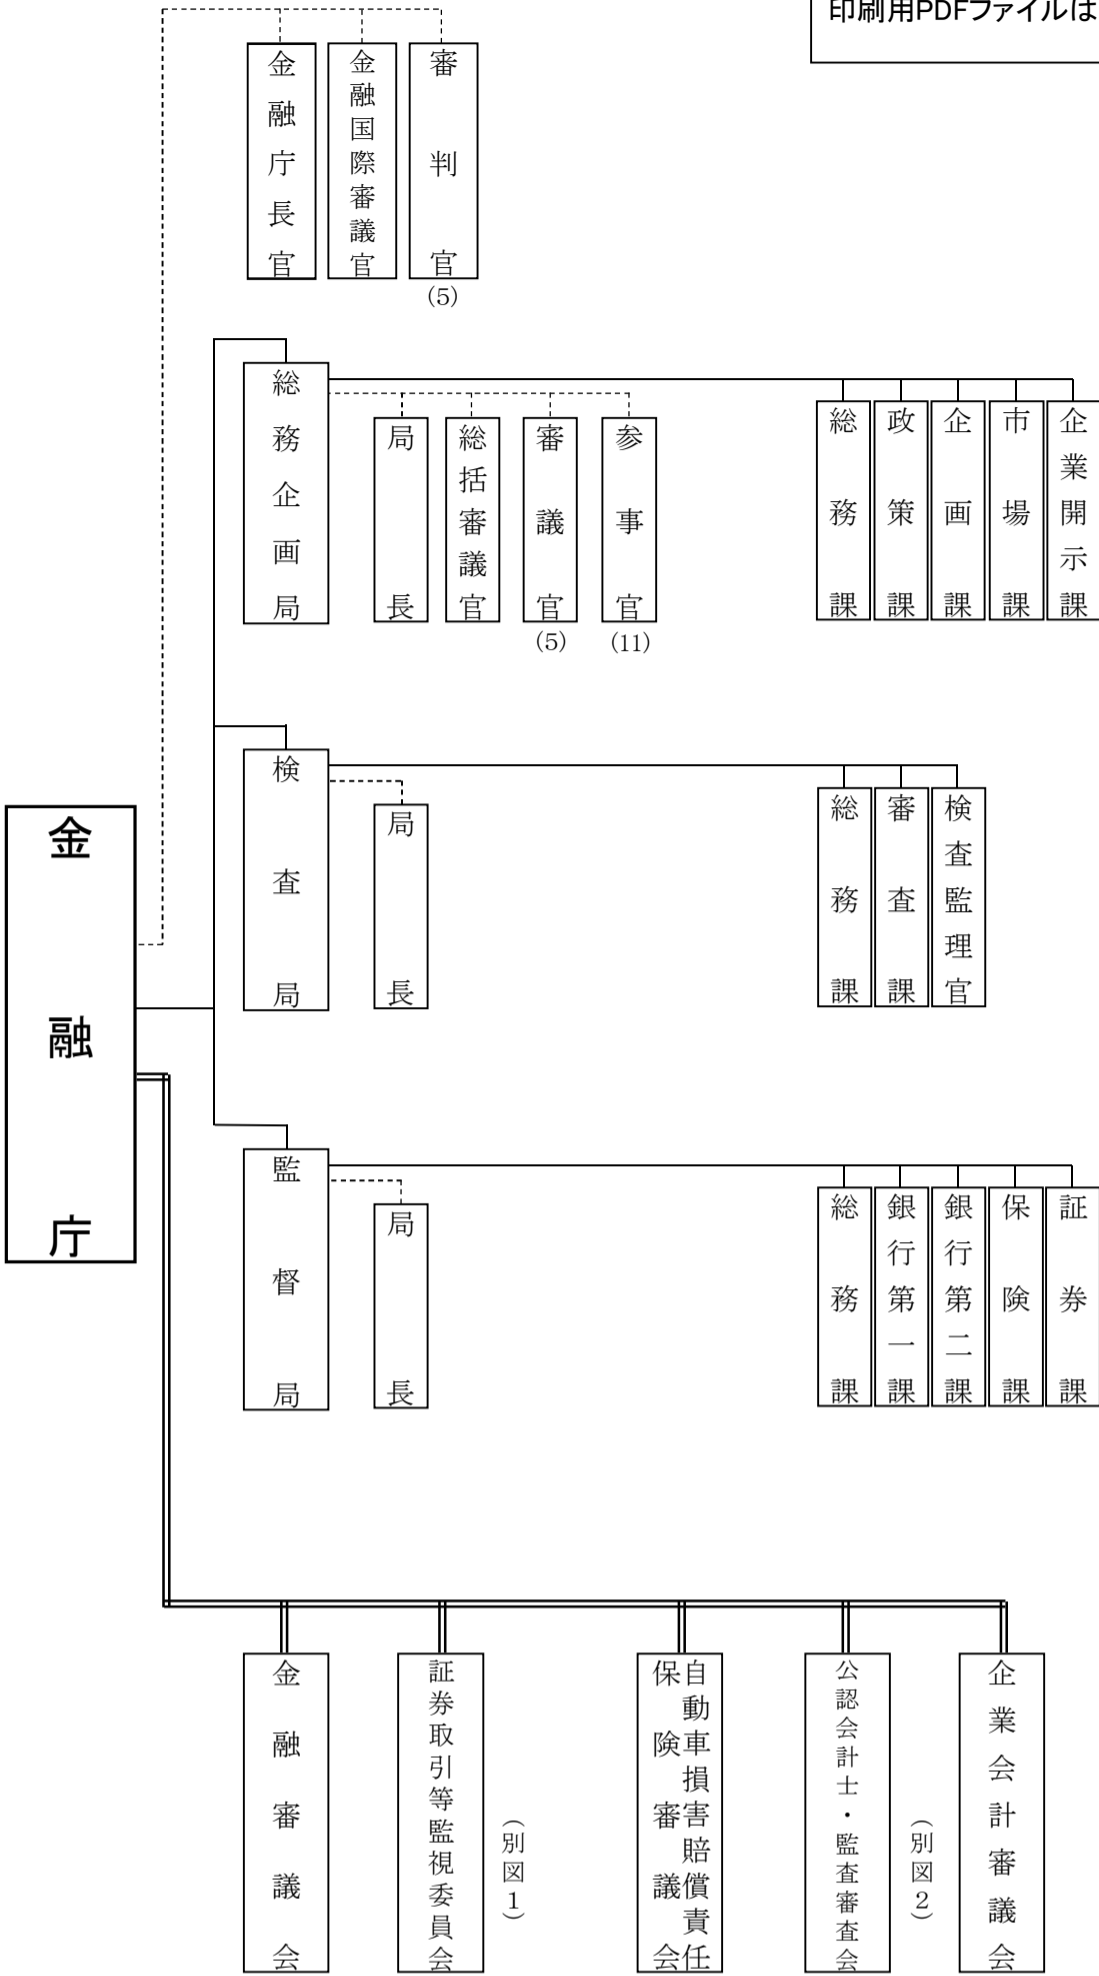 印刷用PDFファイルは
金融庁長官
金融国際審議官
審判官
(5)
総務企画局
局長
総括審議官
審議官
(5)
参事官
(11)
総務課
政策課
企画課
市場課
企業開示課
検査局
局長
総務課
審査課
検査監理官
金融庁
監督局
局長
総務課
銀行第一課
銀行第二課
保険課
証券課
金融審議会
証券取引等監視委員会
(別図1)
自動車損害賠償責任
保険審議会
公認会計士・監査審査会
(別図2)
企業会計審議会